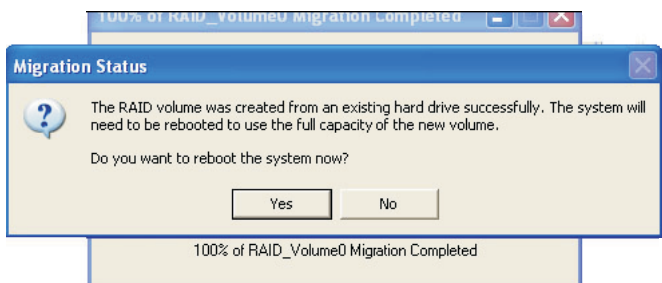 100% of RAID_Volume0 Migration Completed
Migration Status
The RAID volume was created from an existing hard drive successfully. The system will
need to be rebooted to use the full capacity of the new volume.
Do you want to reboot the system now?
Yes
No
100% of RAID_Volume0 Migration Completed